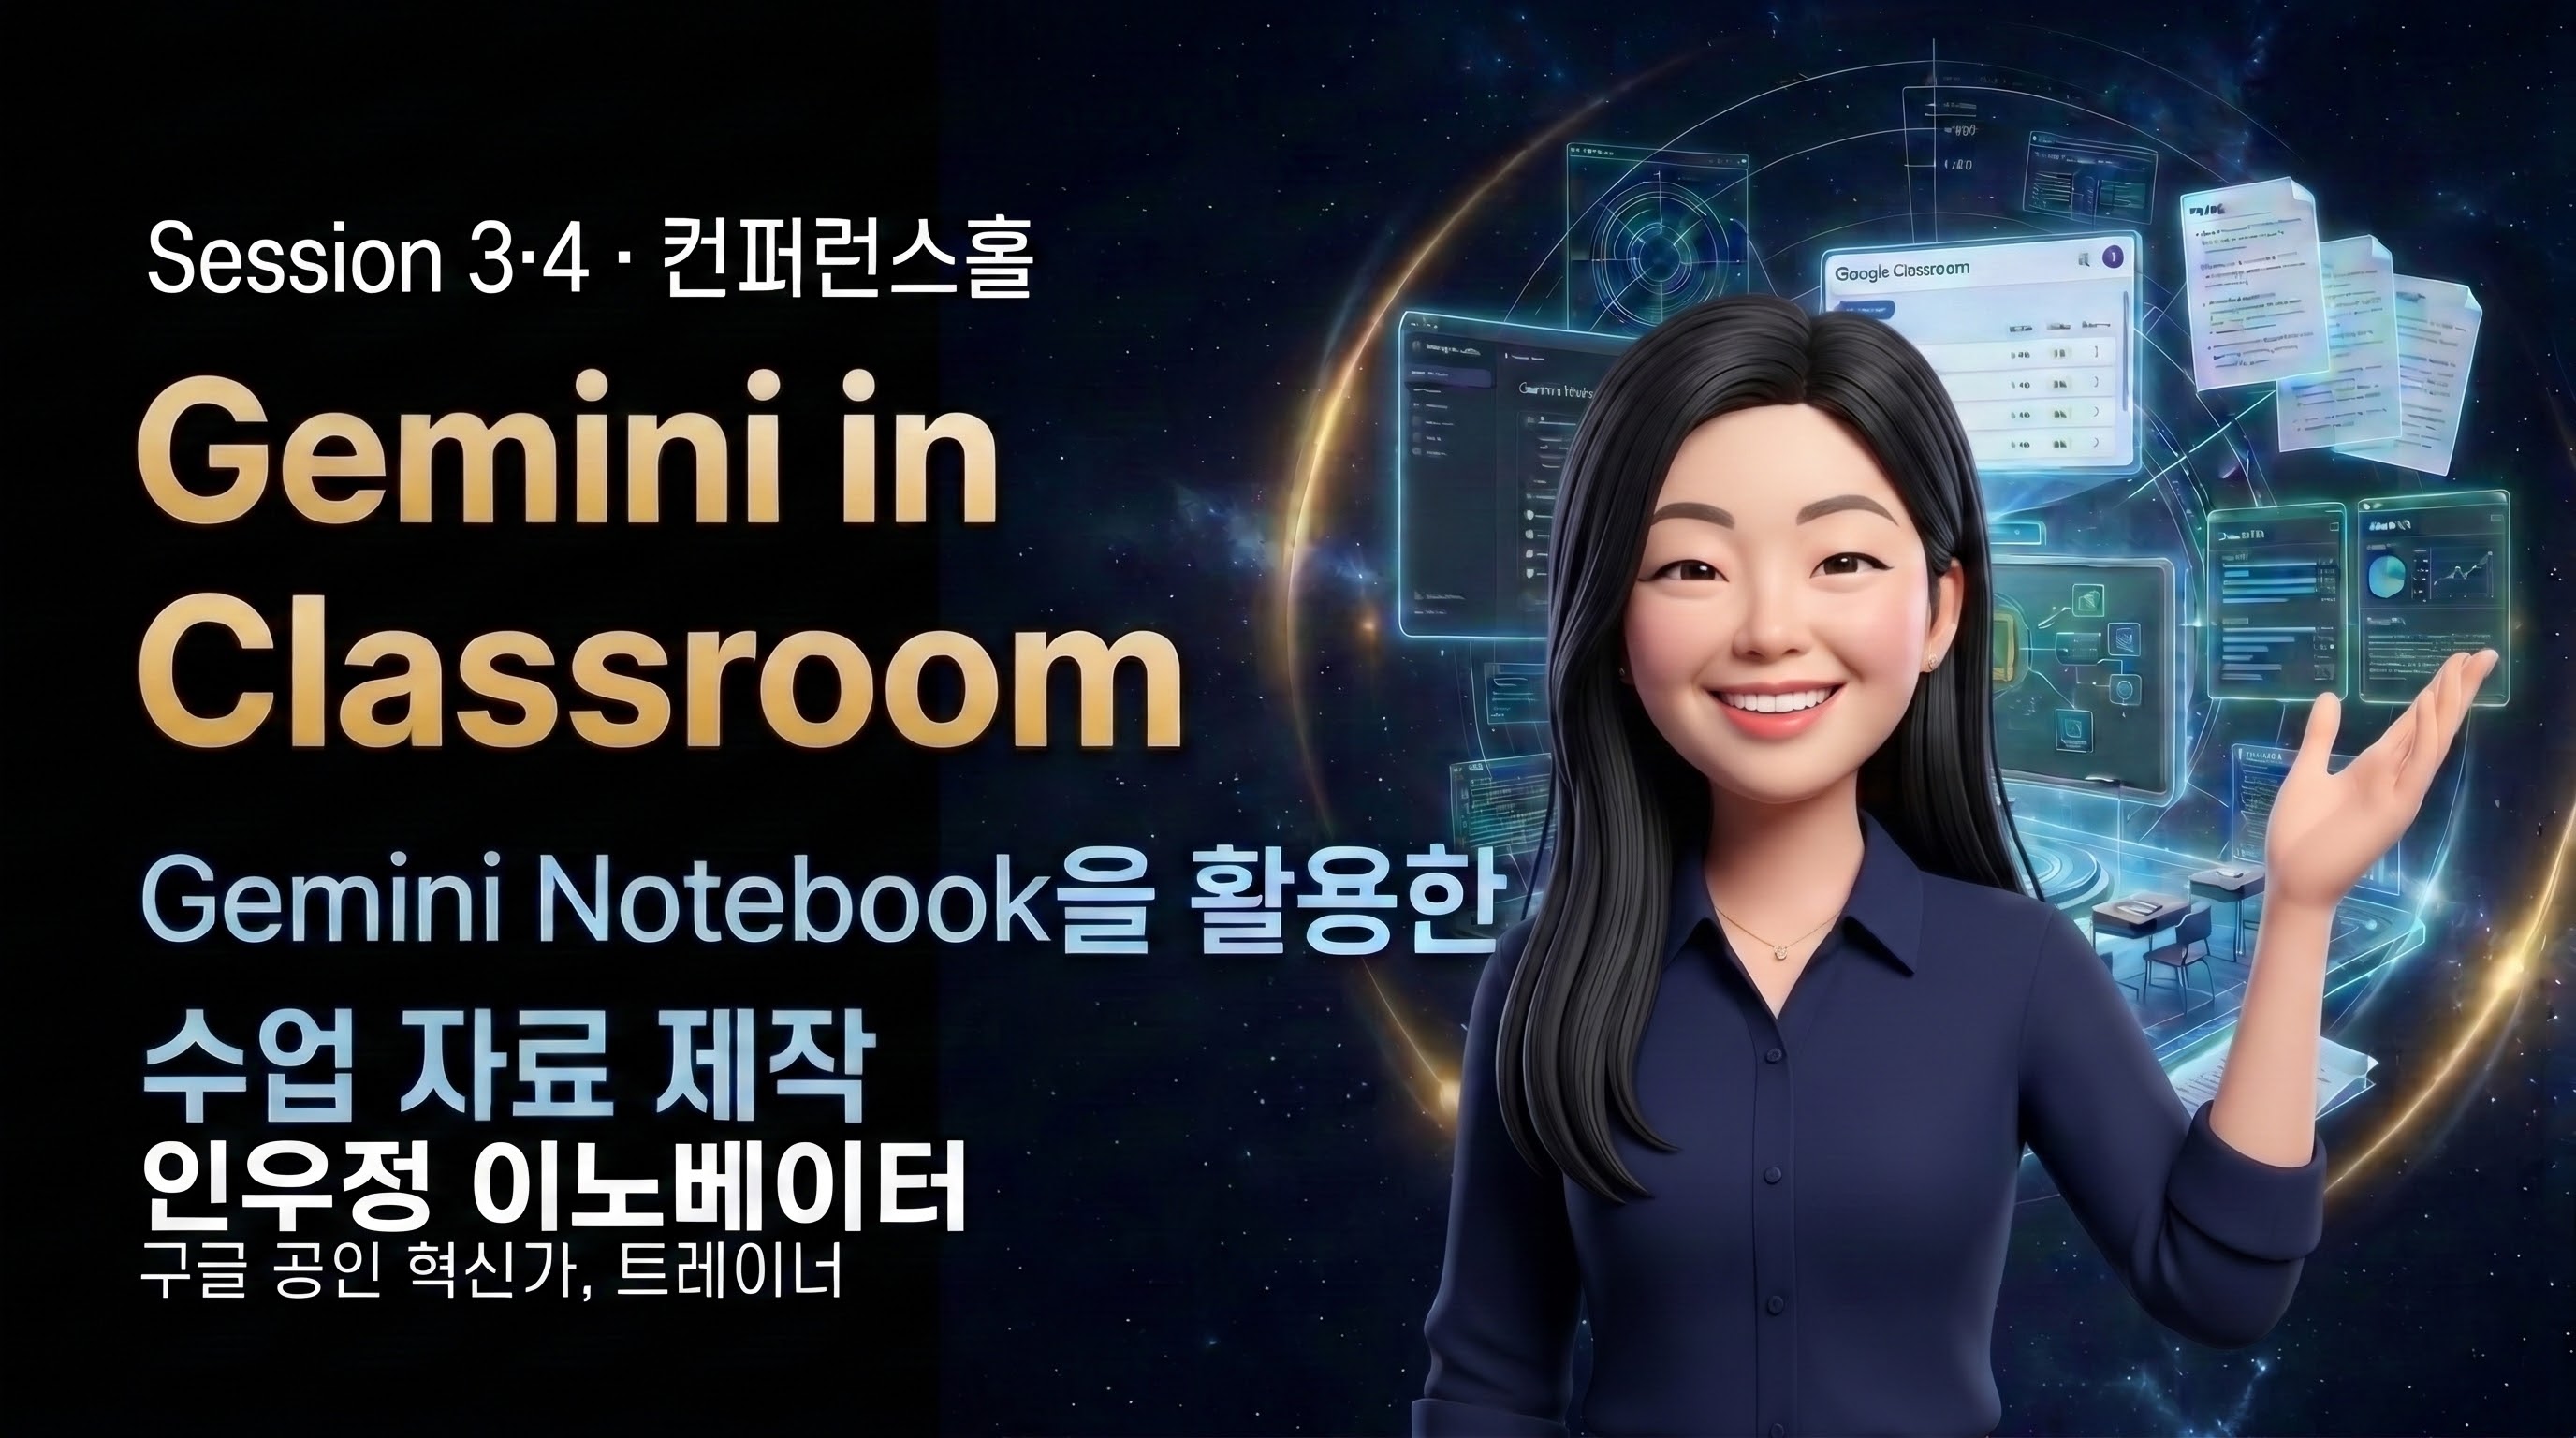 Session 3·4 · 컨퍼런스홀
Gemini in
Classroom
Gemini Notebook을 활용한
수업 자료 제작
인우정 이노베이터
구글 공인 혁신가, 트레이너
Google Classroom